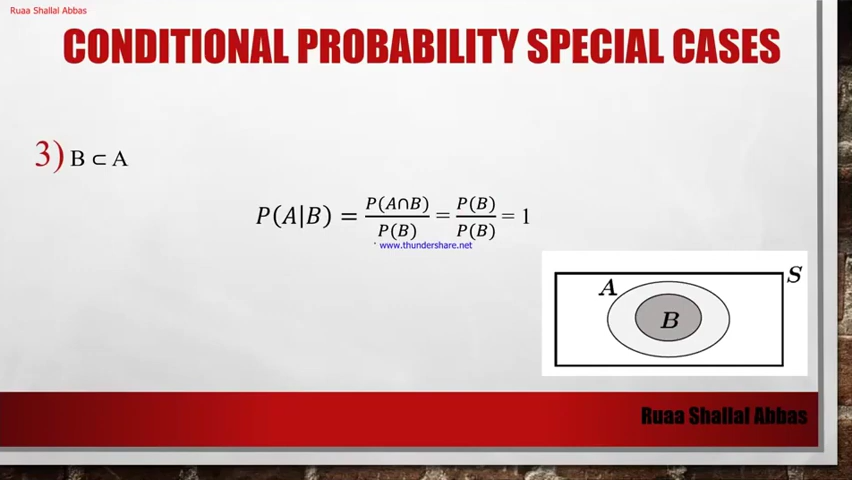 Ruaa Shallal Abbas
CONDITIONAL PROBABILITY SPECIAL CASES
3) B ⊂ A
P(A|B) = P(A∩B)/P(B) = P(B)/P(B) = 1
www.thundershare.net
S
A
B
Ruaa Shallal Abbas